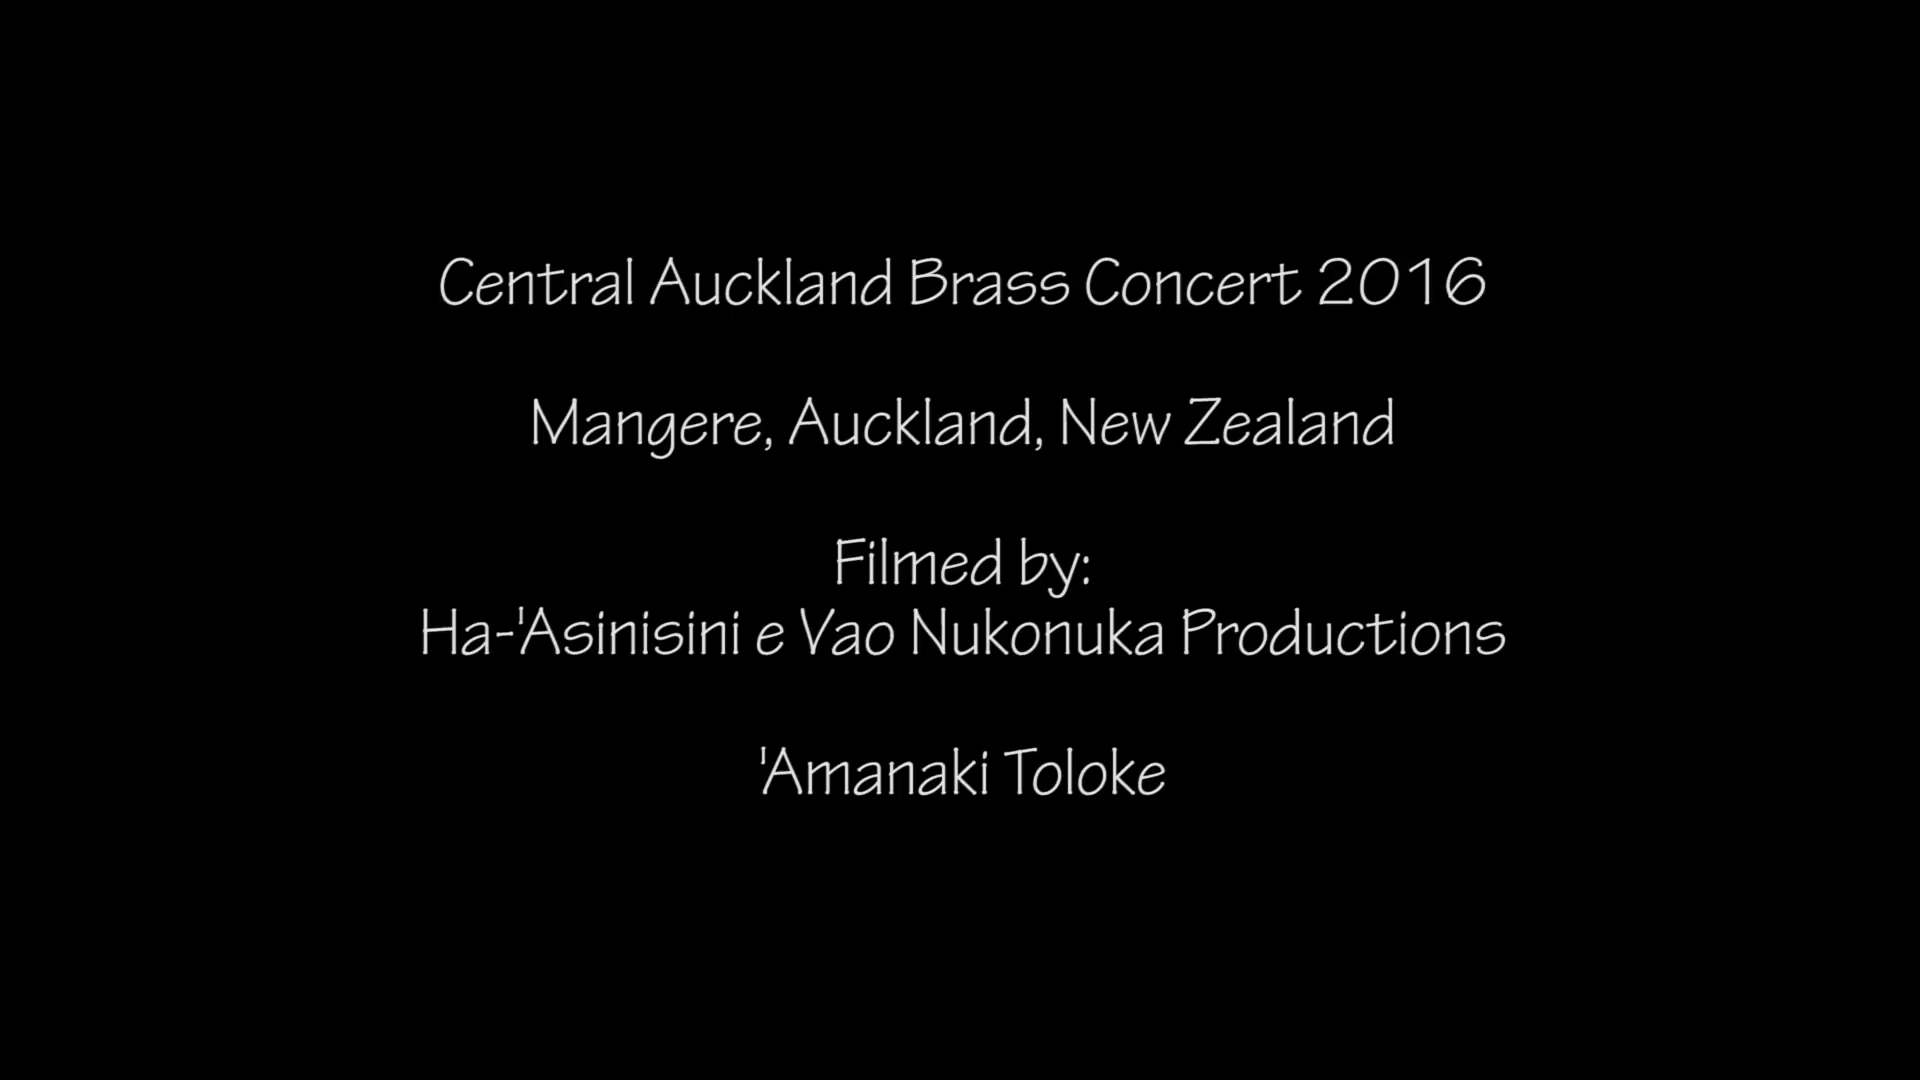 Central Auckland Brass Concert 2016
Mangere, Auckland, New Zealand
Filmed by:
Ha-'Asinisini e Vao Nukonuka Productions
'Amanaki Toloke